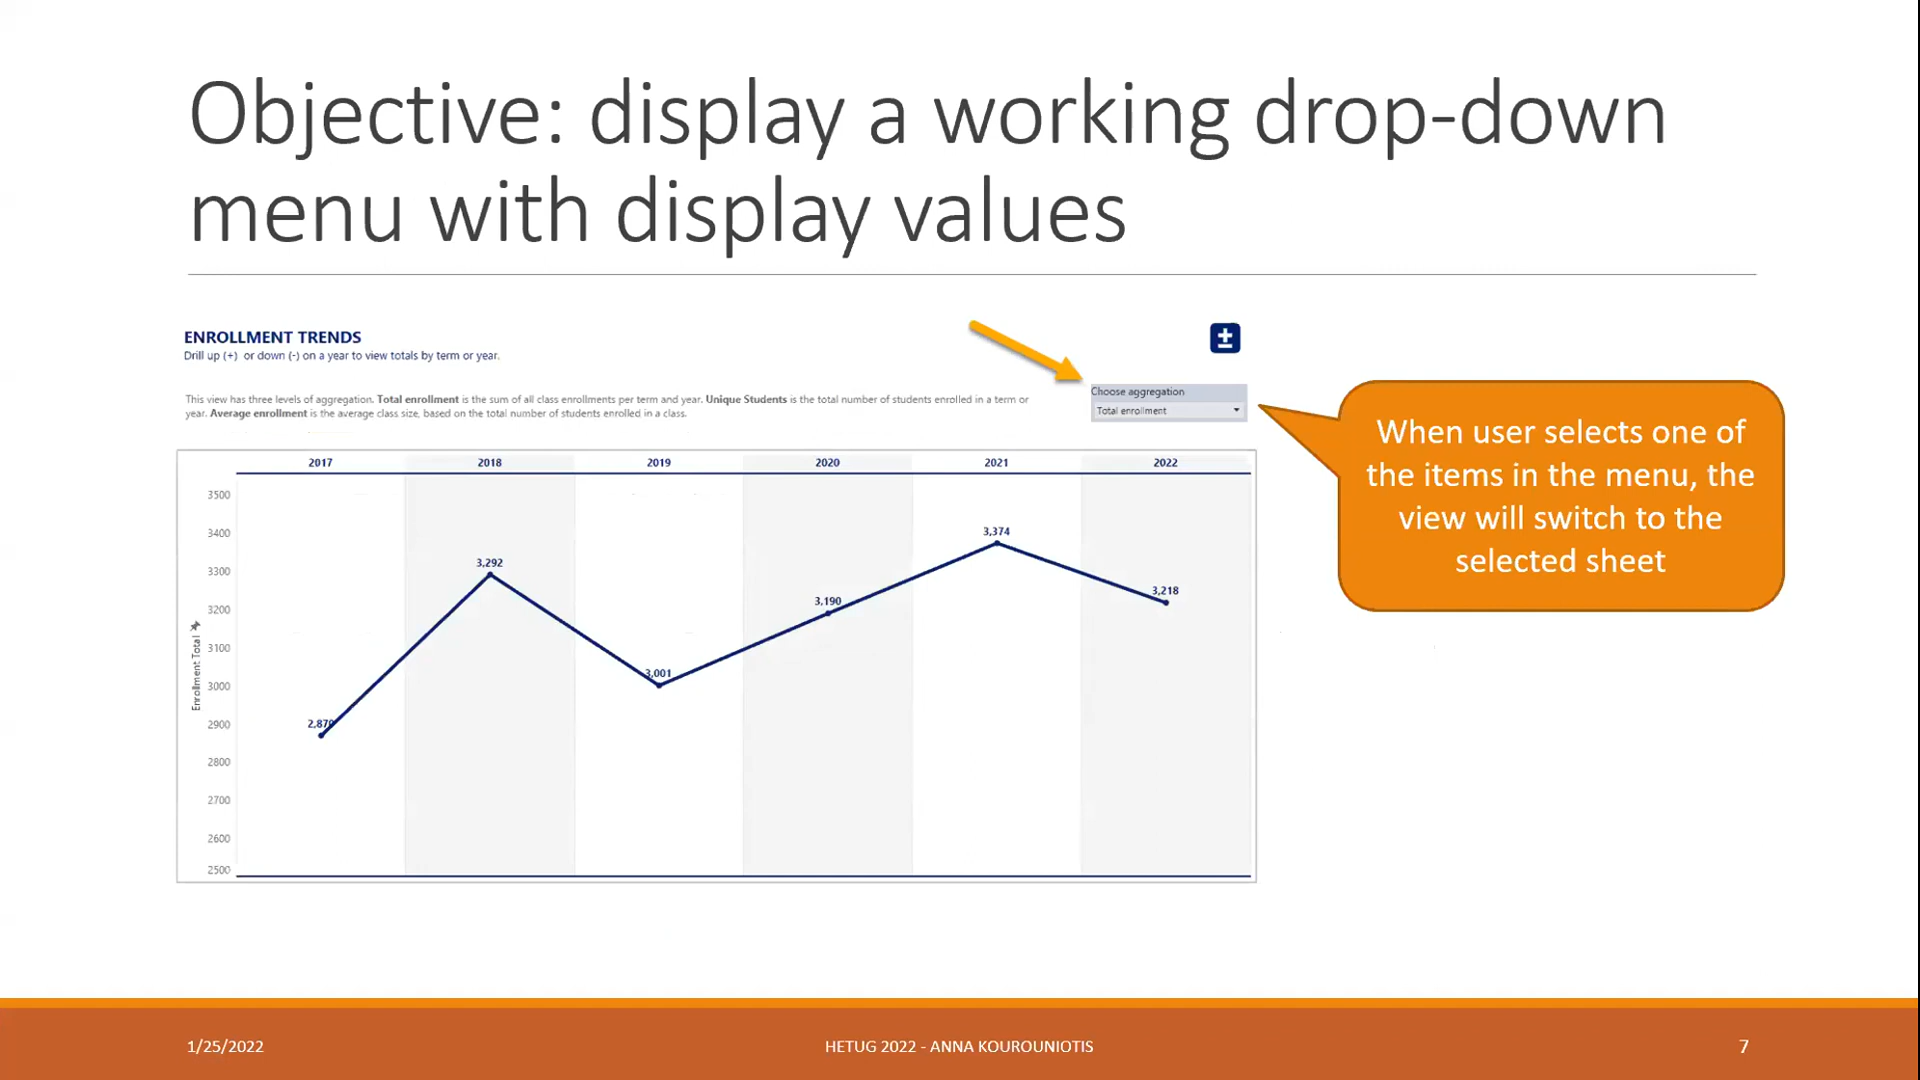 Objective: display a working drop-down
menu with display values
ENROLLMENT TRENDS
Drill up (+) or down (-) on a year to view totals by term or year.
This view has three levels of aggregation. Total enrollment is the sum of all class enrollments per term and year. Unique Students is the total number of students enrolled in a term or
year. Average enrollment is the average class size, based on the total number of students enrolled in a class.
Choose aggregation
Total enrollment
When user selects one of
the items in the menu, the
view will switch to the
selected sheet
2017 2018 2019 2020 2021 2022
3500
3400
3300
3200
3100
3000
2900
2800
2700
2600
2500
Enrollment Total
2,870
3,292
3,001
3,190
3,374
3,218
1/25/2022
HETUG 2022 - ANNA KOUROUNIOTIS
7